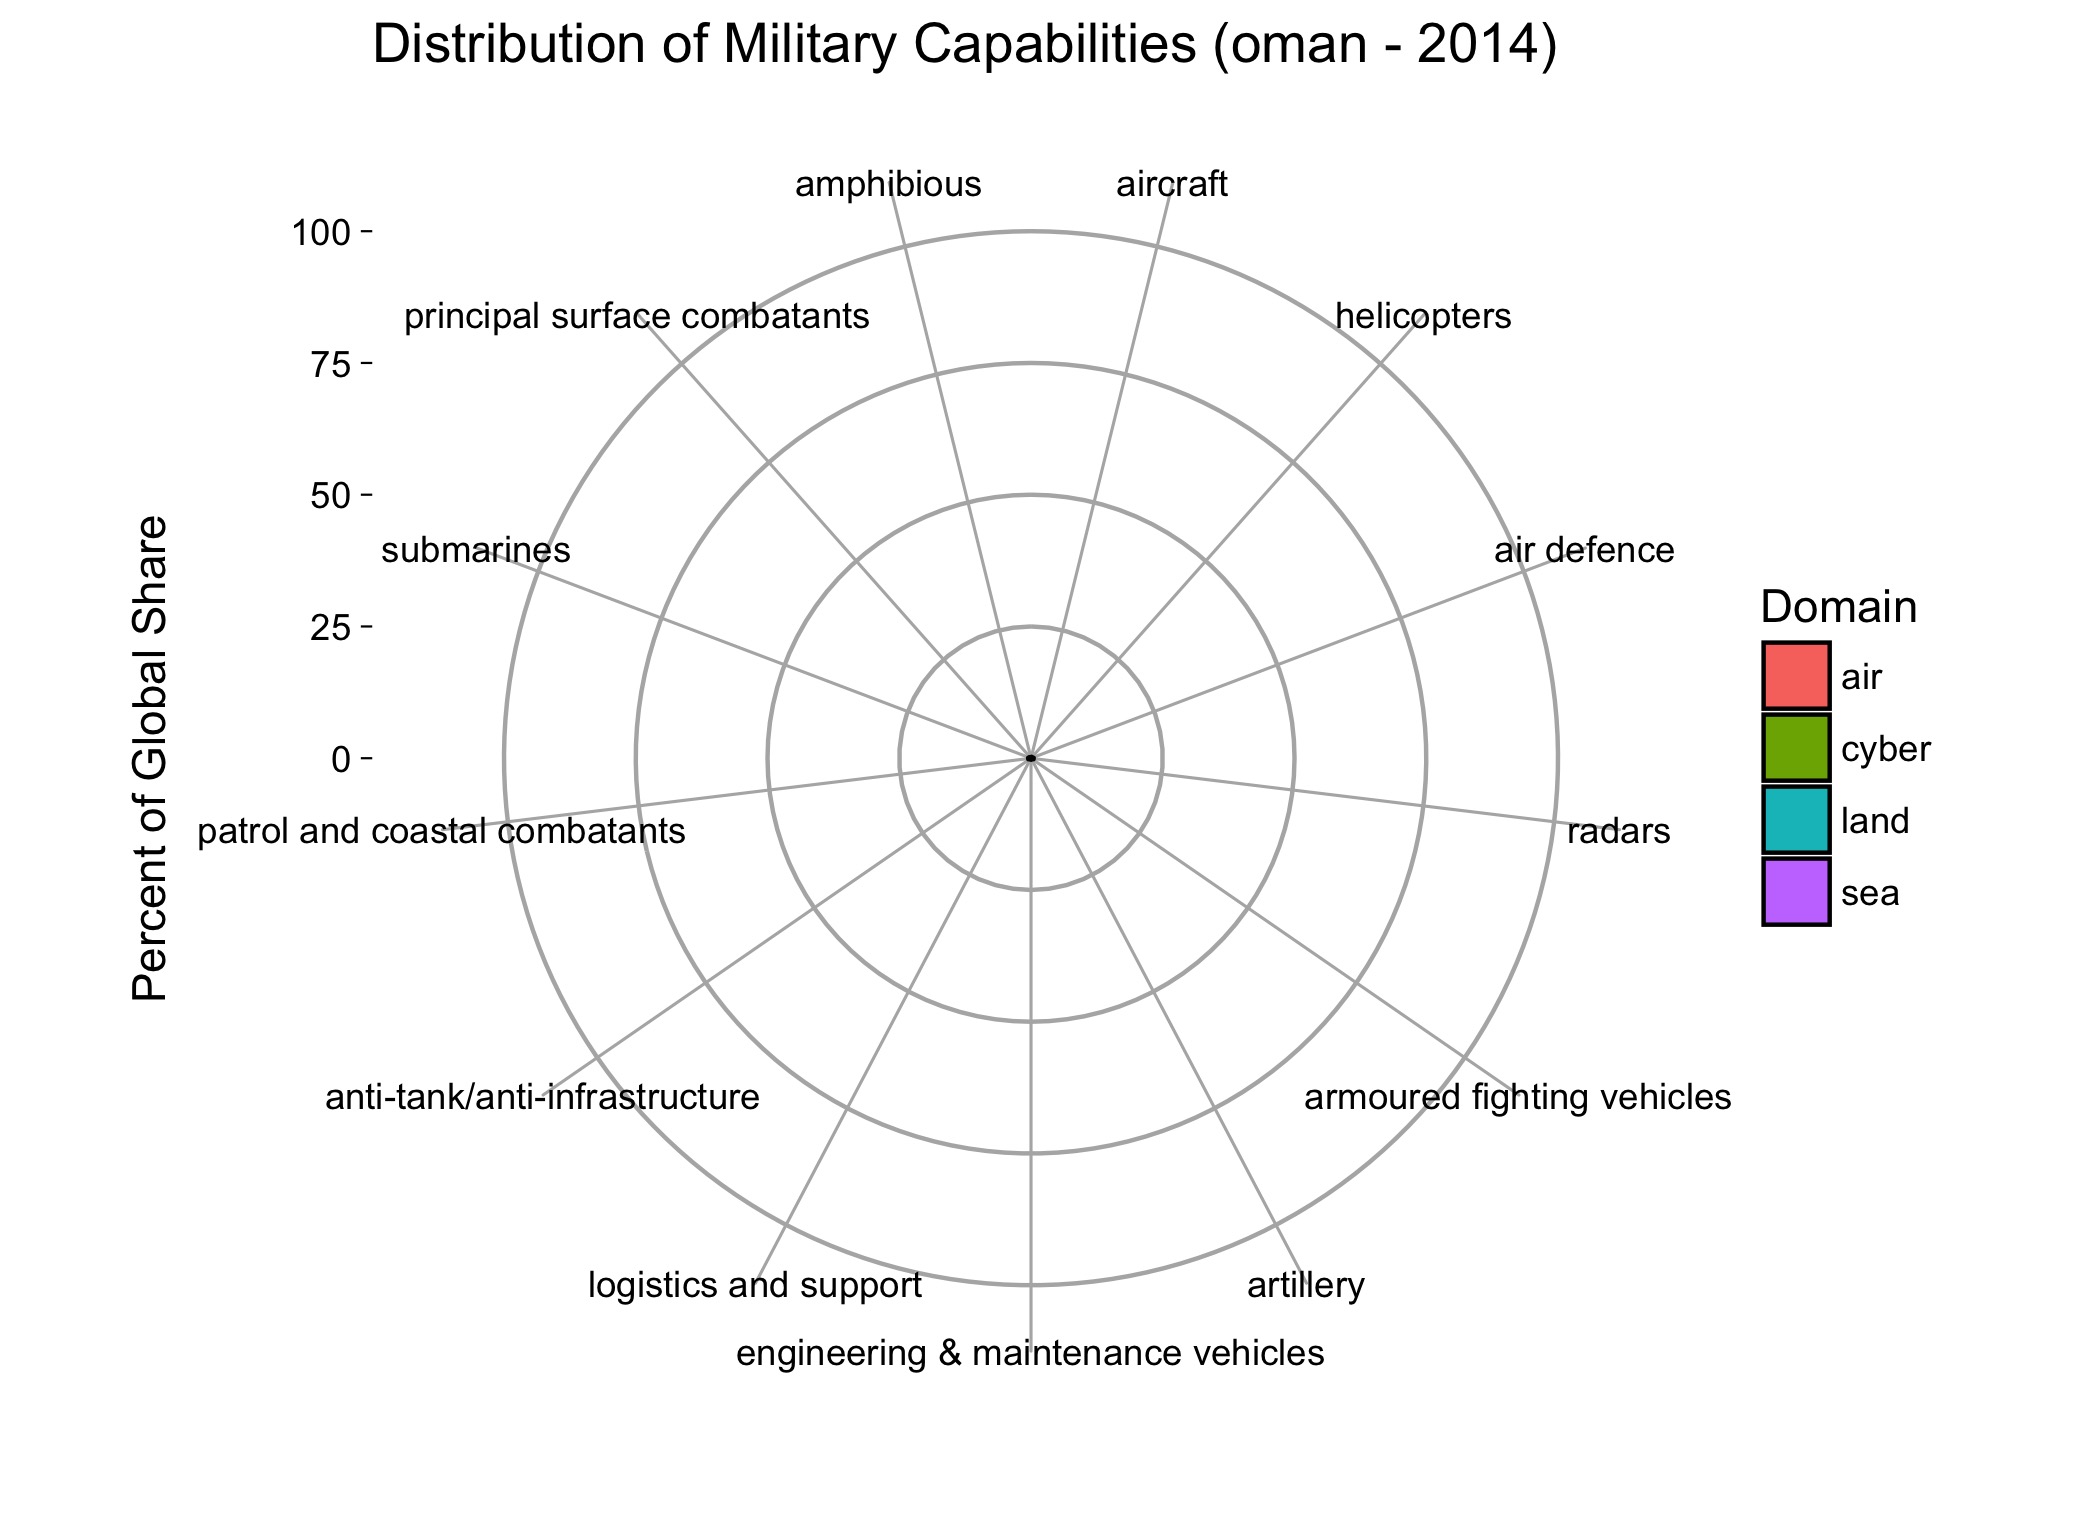 Distribution of Military Capabilities (oman - 2014)
amphibious
aircraft
100
principal surface combatants
helicopters
75
50
submarines
air defence
25
0
patrol and coastal combatants
radars
anti-tank/anti-infrastructure
armoured fighting vehicles
logistics and support
artillery
engineering & maintenance vehicles
Percent of Global Share
Domain
air
cyber
land
sea